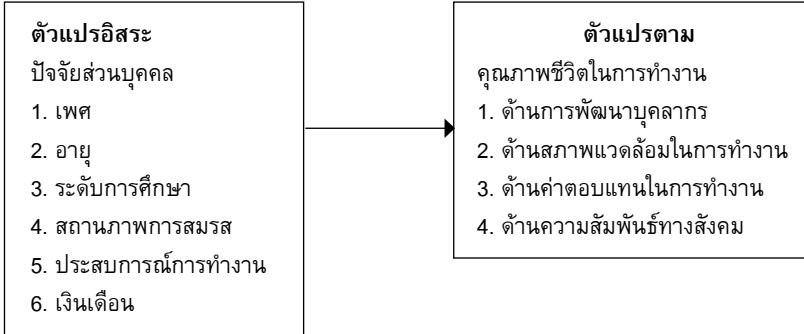 ตัวแปรอิสระ
ปัจจัยส่วนบุคคล
1. เพศ
2. อายุ
3. ระดับการศึกษา
4. สถานภาพการสมรส
5. ประสบการณ์การทำงาน
6. เงินเดือน
ตัวแปรตาม
คุณภาพชีวิตในการทำงาน
1. ด้านการพัฒนาบุคลากร
2. ด้านสภาพแวดล้อมในการทำงาน
3. ด้านค่าตอบแทนในการทำงาน
4. ด้านความสัมพันธ์ทางสังคม